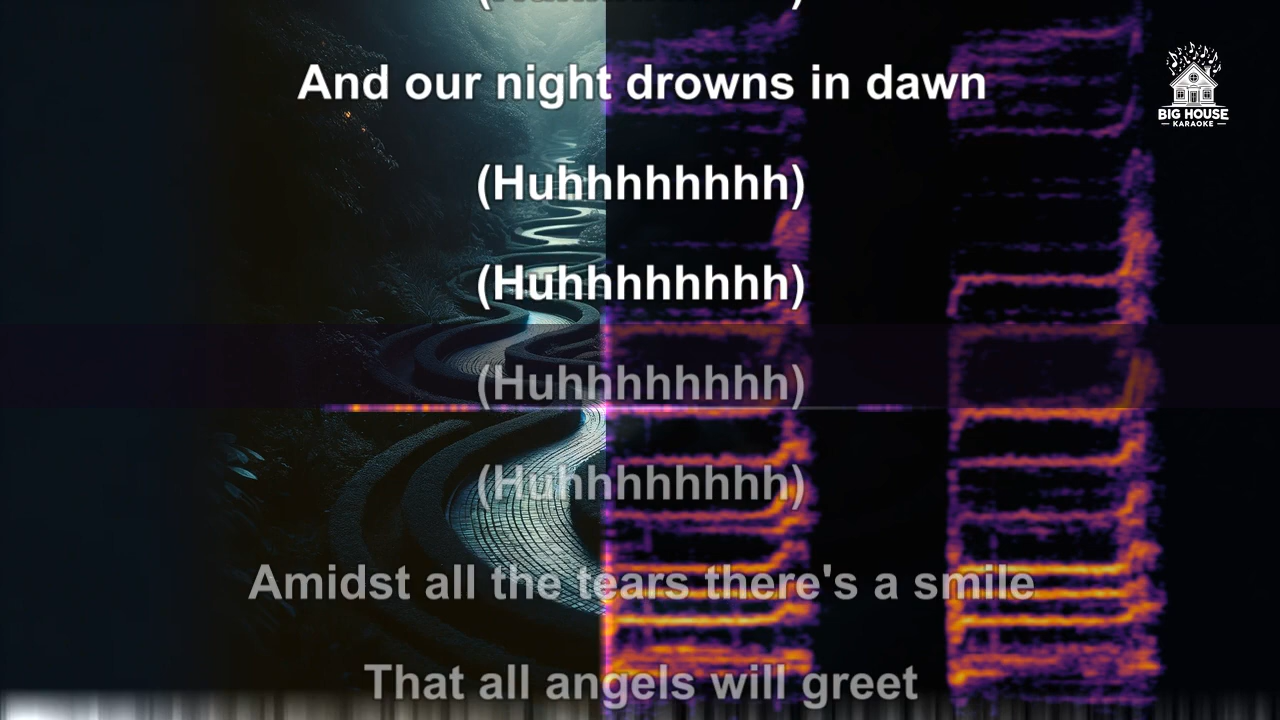 And our night drowns in dawn
(Huhhhhhhhh)
(Huhhhhhhhh)
(Huhhhhhhhh)
(Huhhhhhhhh)
Amidst all the tears there's a smile
That all angels will greet
BIG HOUSE
KARAOKE